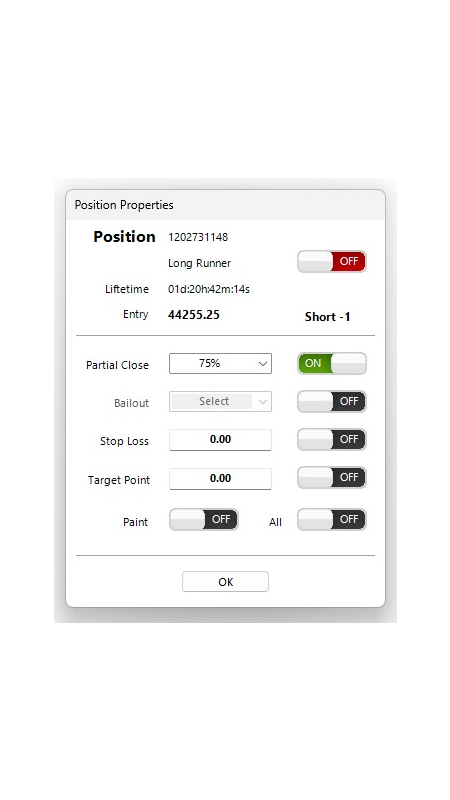 Position Properties
Position 1202731148
Long Runner OFF
Liftetime 01d:20h:42m:14s
Entry 44255.25 Short -1
Partial Close 75% ON
Bailout Select OFF
Stop Loss 0.00 OFF
Target Point 0.00 OFF
Paint OFF All OFF
OK